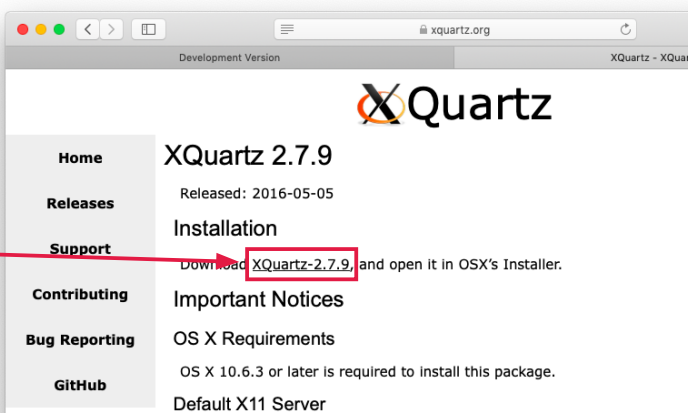 xquartz.org
Development Version
XQuartz - XQuar
XQuartz
Home
Releases
Support
Contributing
Bug Reporting
GitHub
XQuartz 2.7.9
Released: 2016-05-05
Installation
Download XQuartz-2.7.9, and open it in OSX's Installer.
Important Notices
OS X Requirements
OS X 10.6.3 or later is required to install this package.
Default X11 Server